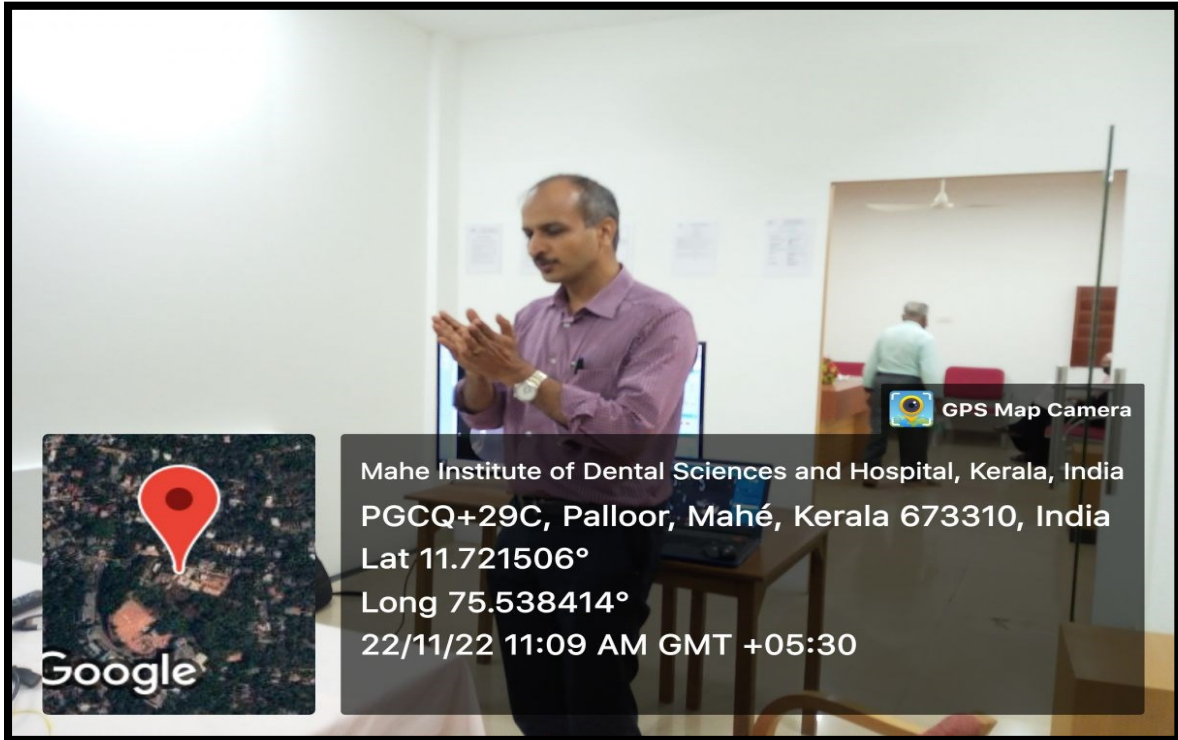 GPS Map Camera
Mahe Institute of Dental Sciences and Hospital, Kerala, India
PGCQ+29C, Palloor, Mahé, Kerala 673310, India
Lat 11.721506°
Long 75.538414°
22/11/22 11:09 AM GMT +05:30
Google